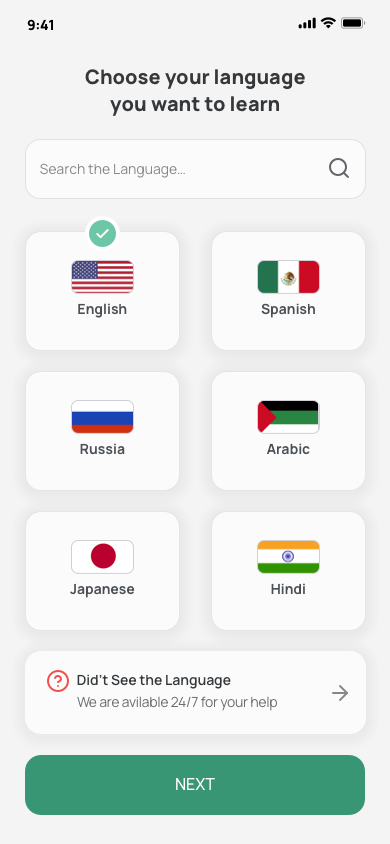 9:41
Choose your language
you want to learn
Search the Language...
English
Spanish
Russia
Arabic
Japanese
Hindi
Did't See the Language
We are avilable 24/7 for your help
NEXT